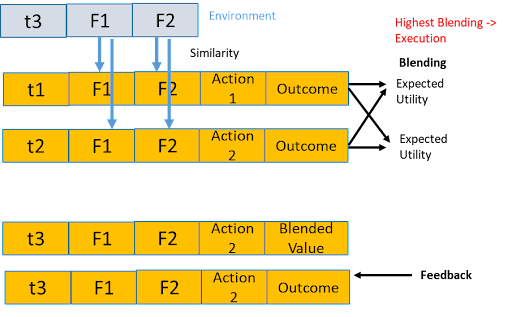 t3 F1 F2 Environment
Highest Blending ->
Execution
Similarity
Blending
t1 F1 F2 Action
1 Outcome
Expected
Utility
t2 F1 F2 Action
2 Outcome
Expected
Utility
t3 F1 F2 Action
2 Blended
Value
t3 F1 F2 Action
2 Outcome
Feedback